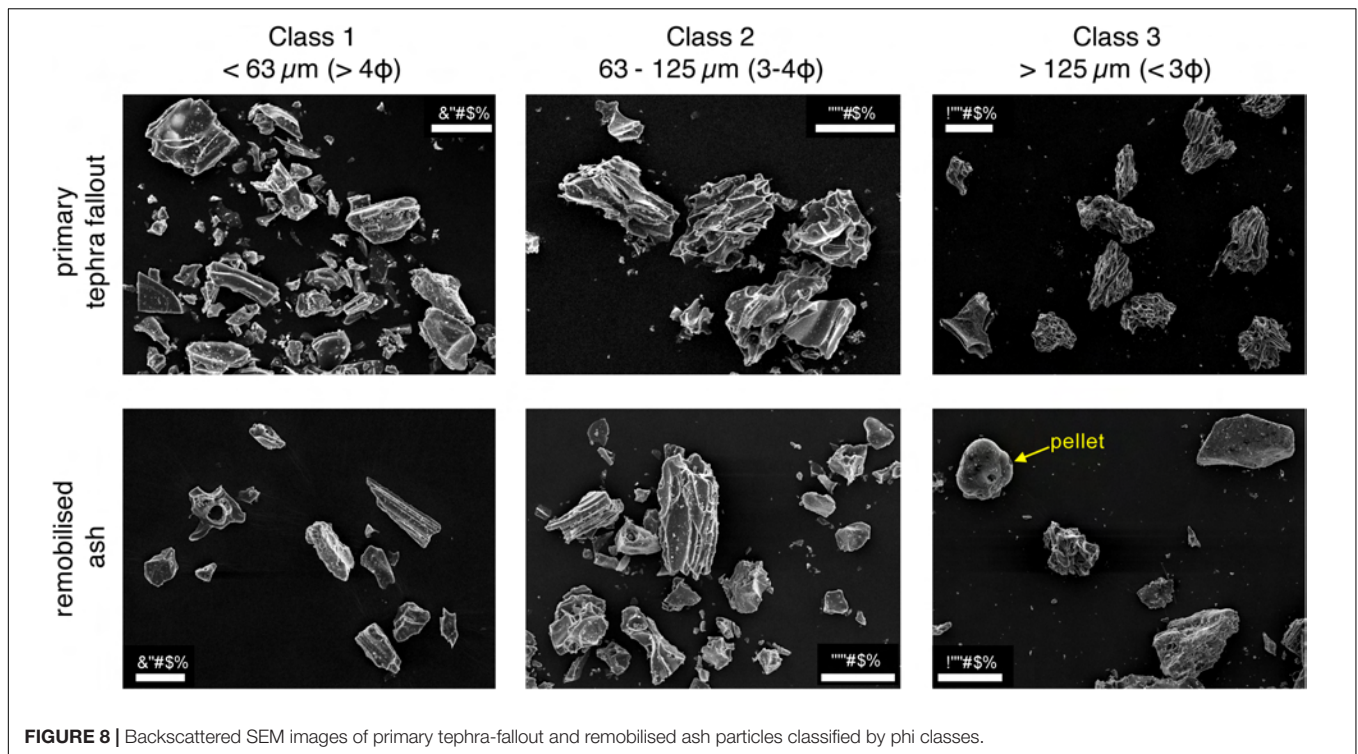 Class 1
< 63 µm (> 4Φ)
Class 2
63 - 125 µm (3-4Φ)
Class 3
> 125 µm (< 3Φ)
primary
tephra fallout
&"#$%
"""#$%
!""#$%
remobilised
ash
&"#$%
"""#$%
!""#$%
pellet
FIGURE 8 | Backscattered SEM images of primary tephra-fallout and remobilised ash particles classified by phi classes.